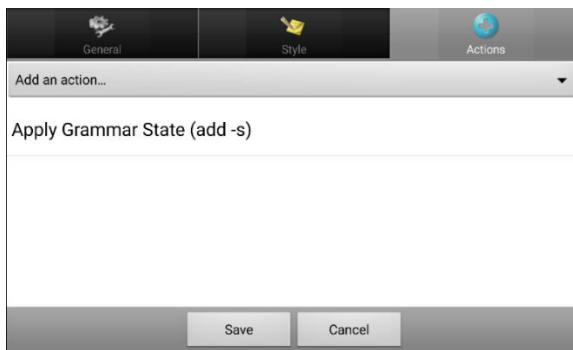 General Style Actions
Add an action...
Apply Grammar State (add -s)
Save Cancel